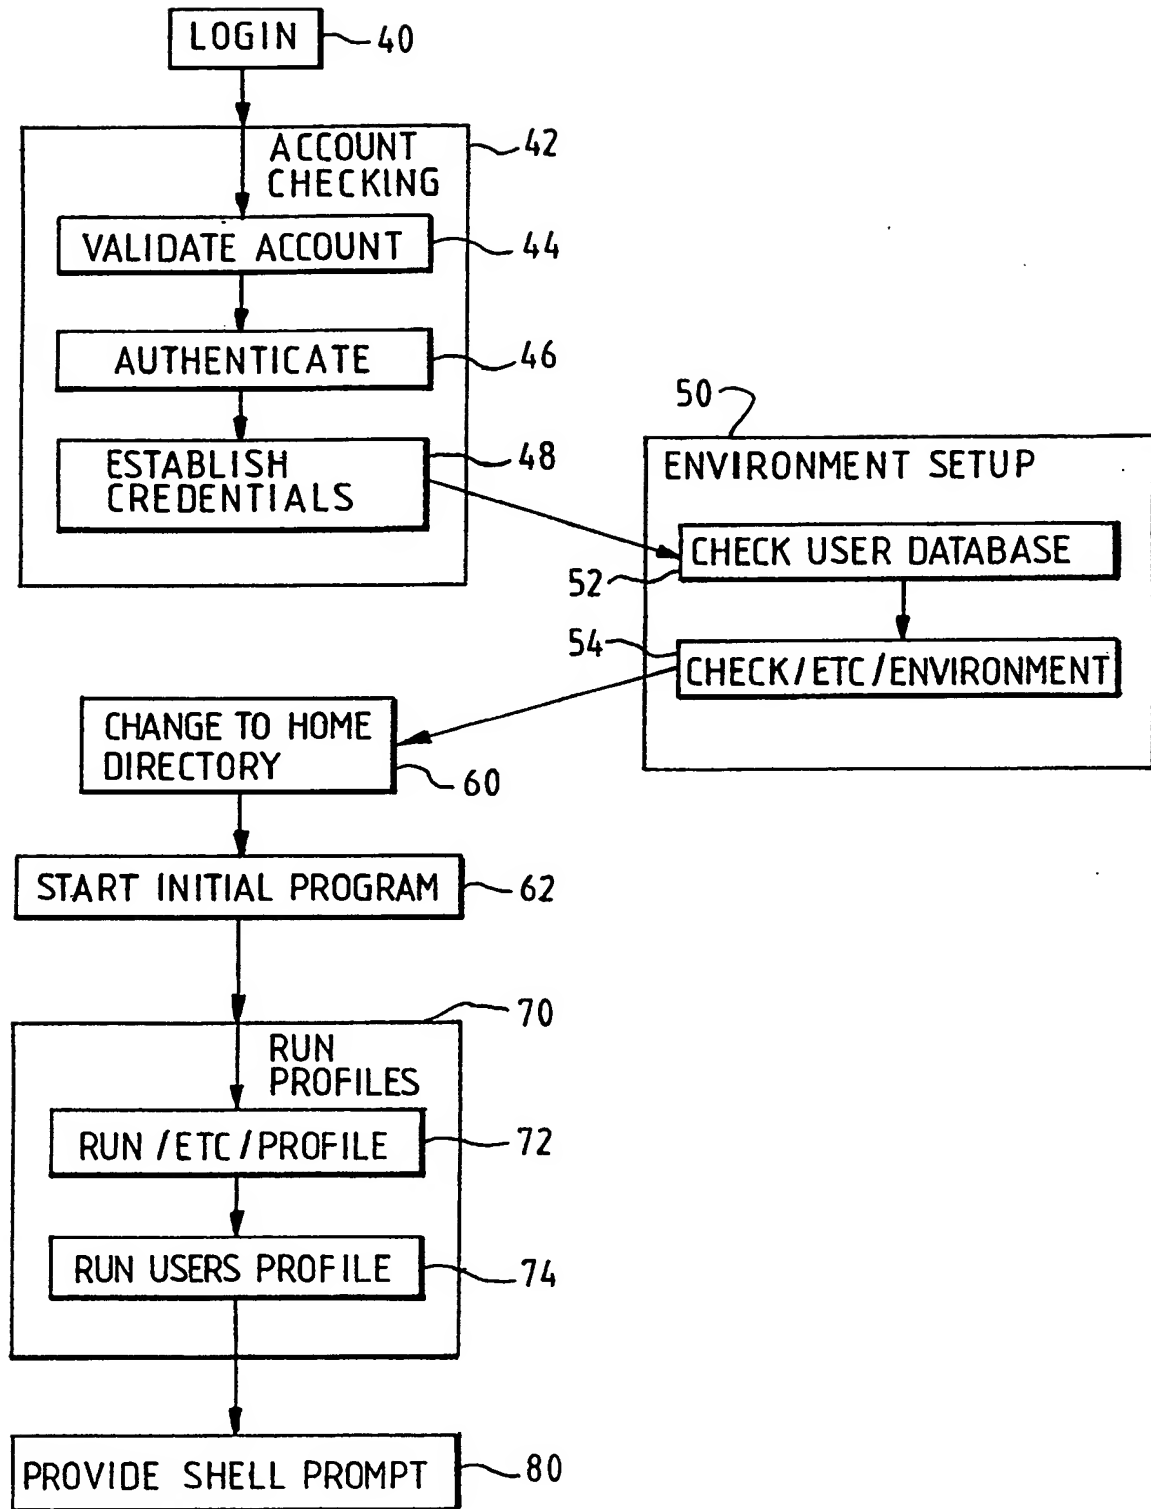 LOGIN
40
ACCOUNT
CHECKING
42
VALIDATE ACCOUNT
44
AUTHENTICATE
46
ESTABLISH
CREDENTIALS
48
50
ENVIRONMENT SETUP
CHECK USER DATABASE
52
54
CHECK/ETC/ENVIRONMENT
CHANGE TO HOME
DIRECTORY
60
START INITIAL PROGRAM
62
70
RUN
PROFILES
RUN /ETC/PROFILE
72
RUN USERS PROFILE
74
PROVIDE SHELL PROMPT
80